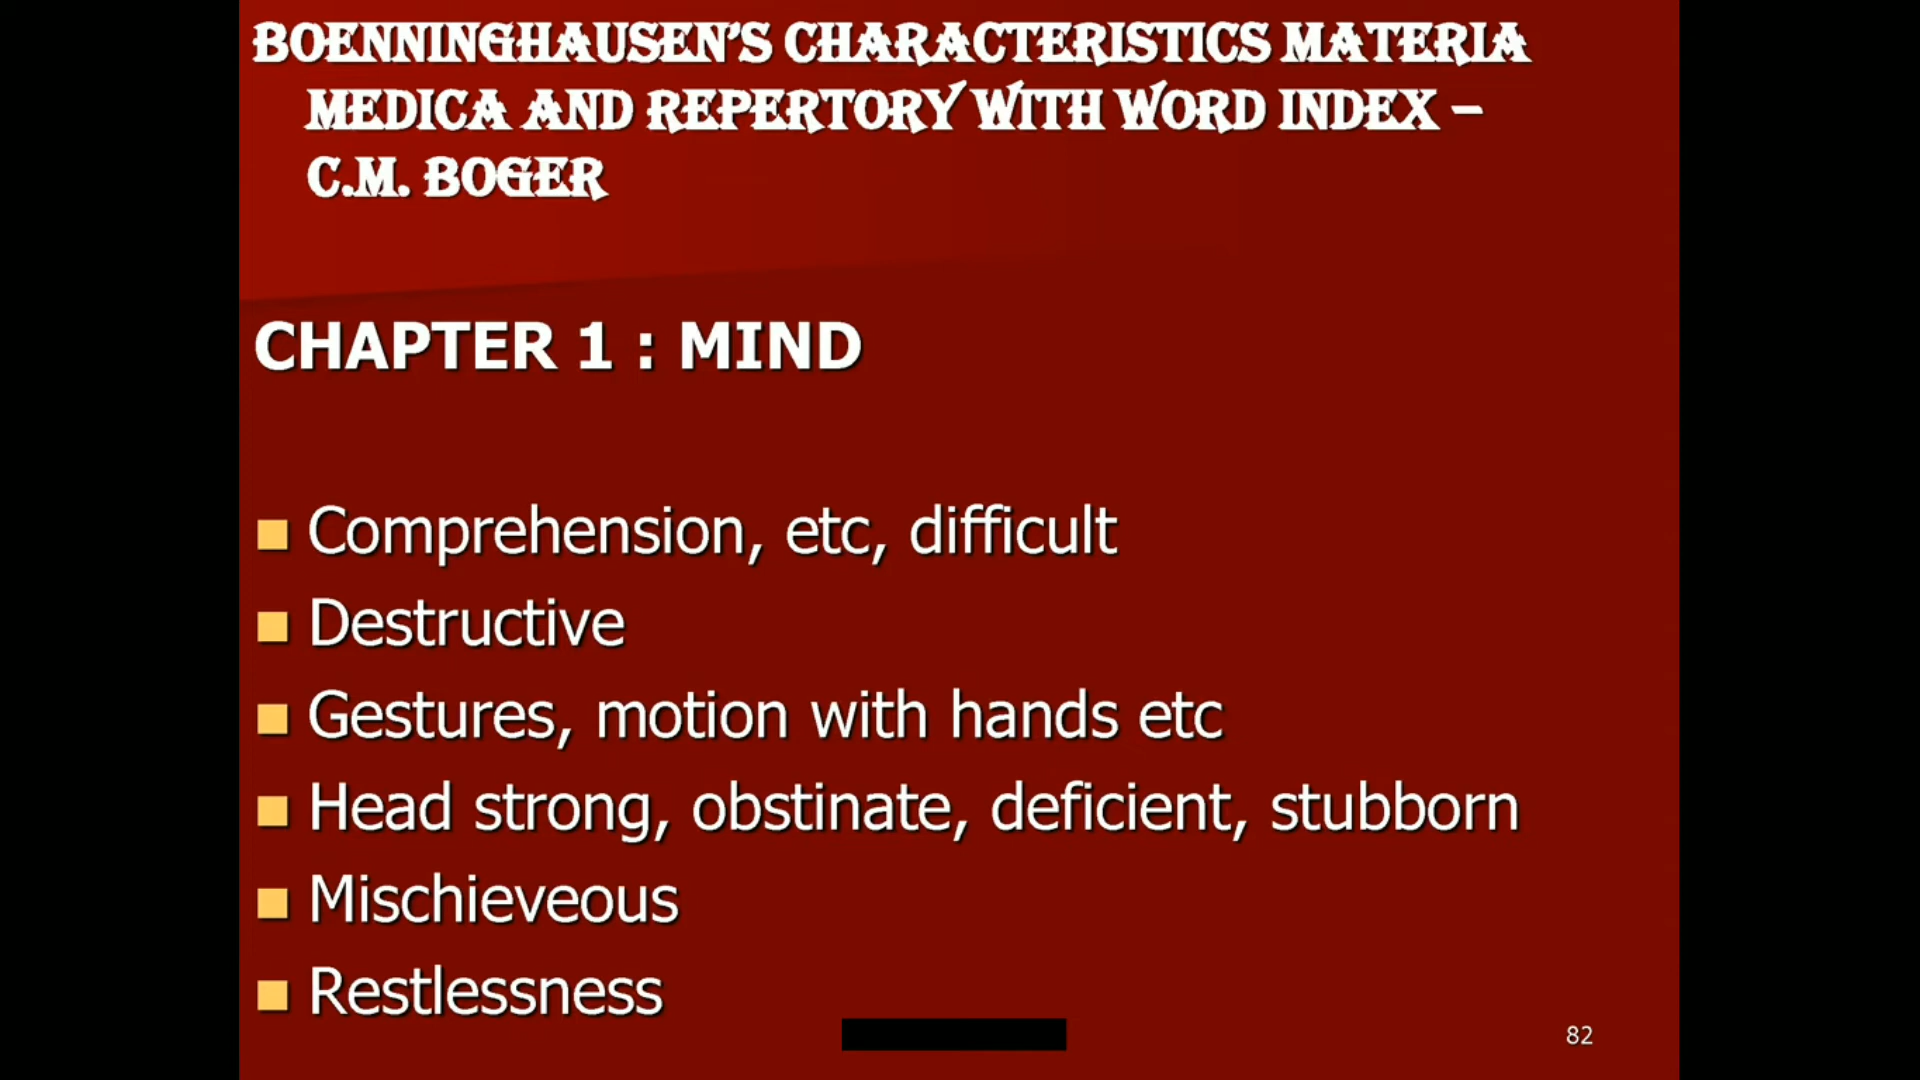 BOENNINGHAUSEN'S CHARACTERISTICS MATERIA
MEDICA AND REPERTORY WITH WORD INDEX –
C.M. BOGER
CHAPTER 1 : MIND
Comprehension, etc, difficult
Destructive
Gestures, motion with hands etc
Head strong, obstinate, deficient, stubborn
Mischieveous
Restlessness
82